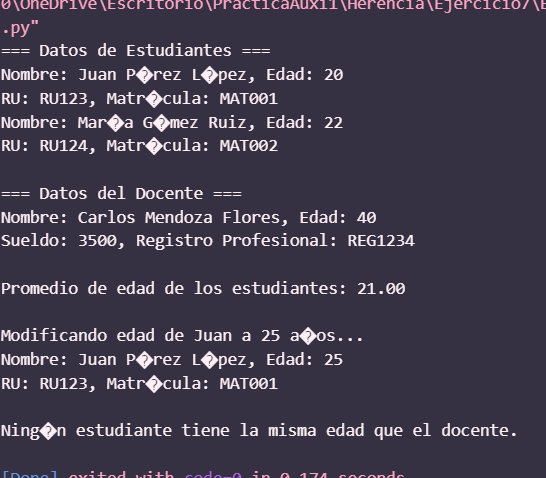 0\OneDrive\Escritorio\PracticaAuxi1\Herencia\Ejercicio7\E
.py"
=== Datos de Estudiantes ===
Nombre: Juan P�rez L�pez, Edad: 20
RU: RU123, Matr�cula: MAT001
Nombre: Mar�a G�mez Ruiz, Edad: 22
RU: RU124, Matr�cula: MAT002
=== Datos del Docente ===
Nombre: Carlos Mendoza Flores, Edad: 40
Sueldo: 3500, Registro Profesional: REG1234
Promedio de edad de los estudiantes: 21.00
Modificando edad de Juan a 25 a�os...
Nombre: Juan P�rez L�pez, Edad: 25
RU: RU123, Matr�cula: MAT001
Ning�n estudiante tiene la misma edad que el docente.
[Done] exited with code=0 in 0.174 seconds